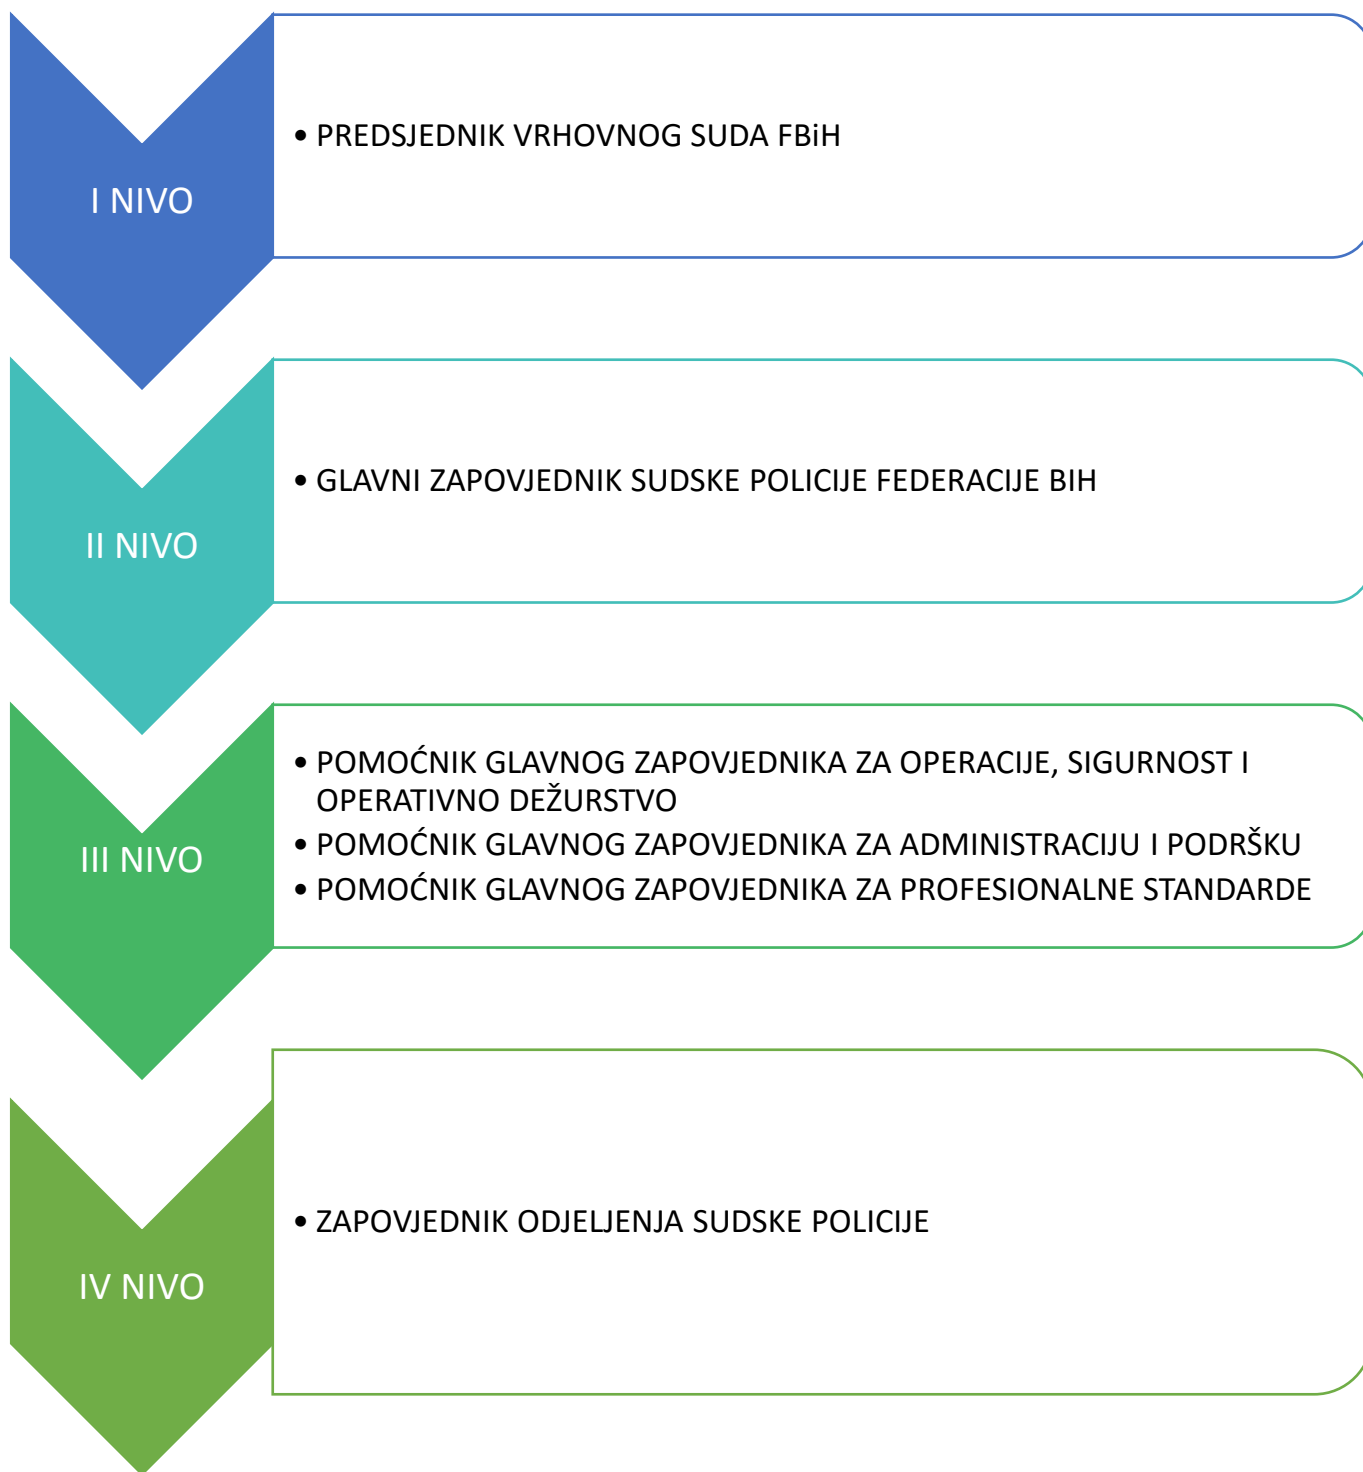 I NIVO
• PREDSJEDNIK VRHOVNOG SUDA FBiH
II NIVO
• GLAVNI ZAPOVJEDNIK SUDSKE POLICIJE FEDERACIJE BIH
III NIVO
• POMOĆNIK GLAVNOG ZAPOVJEDNIKA ZA OPERACIJE, SIGURNOST I
OPERATIVNO DEŽURSTVO
• POMOĆNIK GLAVNOG ZAPOVJEDNIKA ZA ADMINISTRACIJU I PODRŠKU
• POMOĆNIK GLAVNOG ZAPOVJEDNIKA ZA PROFESIONALNE STANDARDE
IV NIVO
• ZAPOVJEDNIK ODJELJENJA SUDSKE POLICIJE